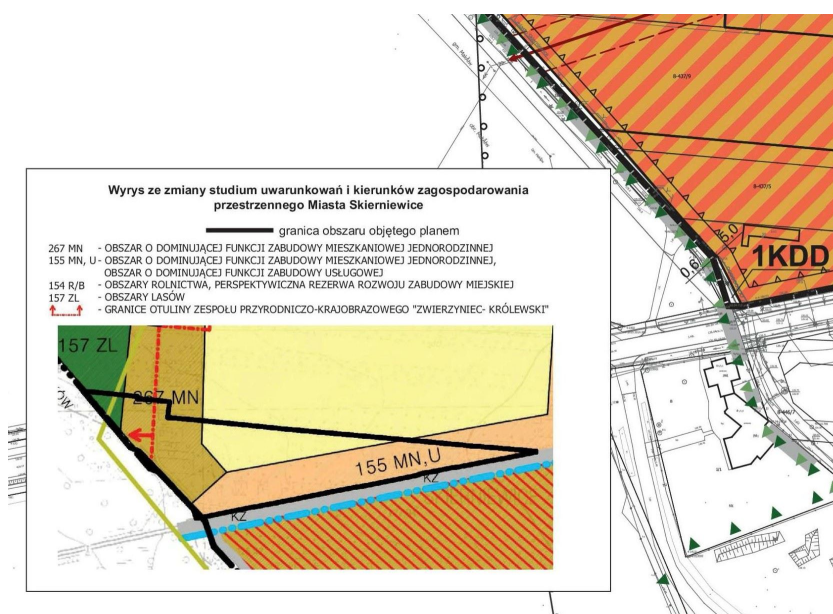 Wyrys ze zmiany studium uwarunkowań i kierunków zagospodarowania
przestrzennego Miasta Skierniewice
granica obszaru objętego planem
267 MN - OBSZAR O DOMINUJĄCEJ FUNKCJI ZABUDOWY MIESZKANIOWEJ JEDNORODZINNEJ
155 MN, U - OBSZAR O DOMINUJĄCEJ FUNKCJI ZABUDOWY MIESZKANIOWEJ JEDNORODZINNEJ,
OBSZAR O DOMINUJĄCEJ FUNKCJI ZABUDOWY USŁUGOWEJ
154 R/B - OBSZARY ROLNICTWA, PERSPEKTYWICZNA REZERWA ROZWOJU ZABUDOWY MIEJSKIEJ
157 ZL - OBSZARY LASÓW
- GRANICE OTULINY ZESPOŁU PRZYRODNICZO-KRAJOBRAZOWEGO "ZWIERZYNIEC- KRÓLEWSKI"
157 ZL
267 MN
155 MN,U
KZ
KZ
1KDD
5,0